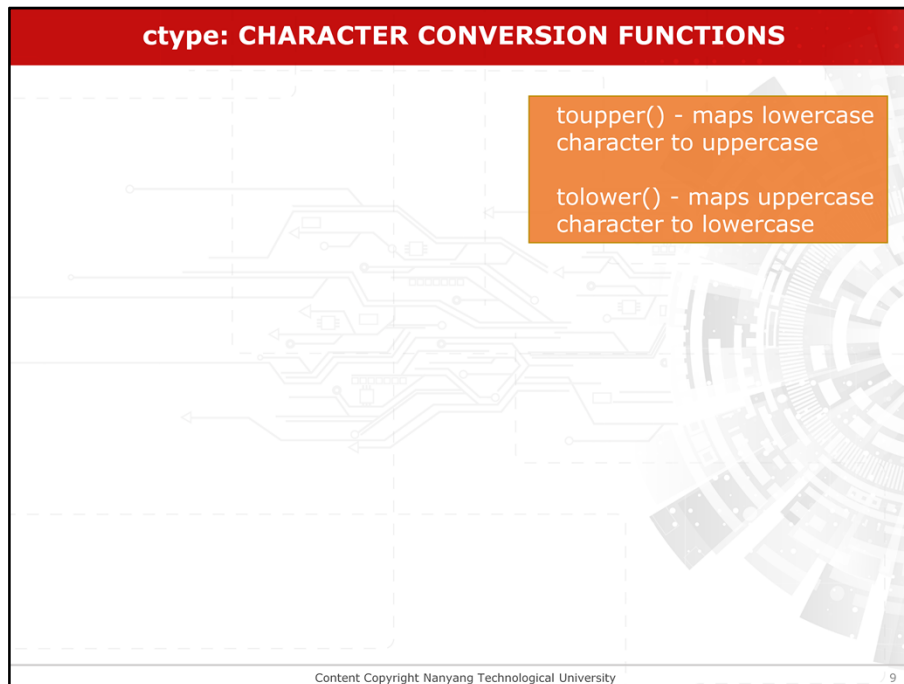 ctype: CHARACTER CONVERSION FUNCTIONS
toupper() - maps lowercase
character to uppercase
tolower() - maps uppercase
character to lowercase
Content Copyright Nanyang Technological University
9